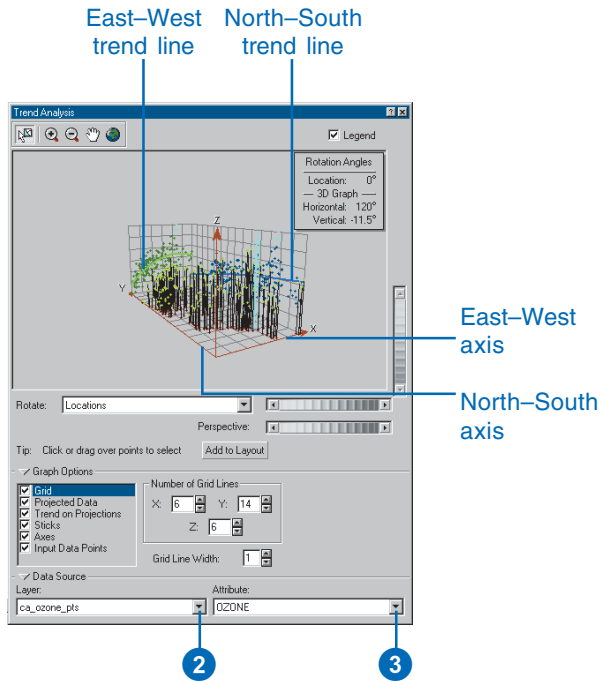 East–West trend line
North–South trend line
Trend Analysis
Legend
Rotation Angles
Location: 0°
3D Graph
Horizontal: 120°
Vertical: -11.5°
Z
Y
X
East–West axis
North–South axis
Rotate: Locations
Perspective:
Tip: Click or drag over points to select
Add to Layout
Graph Options
Grid
Projected Data
Trend on Projections
Sticks
Axes
Input Data Points
Number of Grid Lines
X: 6 Y: 14
Z: 6
Grid Line Width: 1
Data Source
Layer: Attribute:
ca_ozone_pts OZONE
2 3